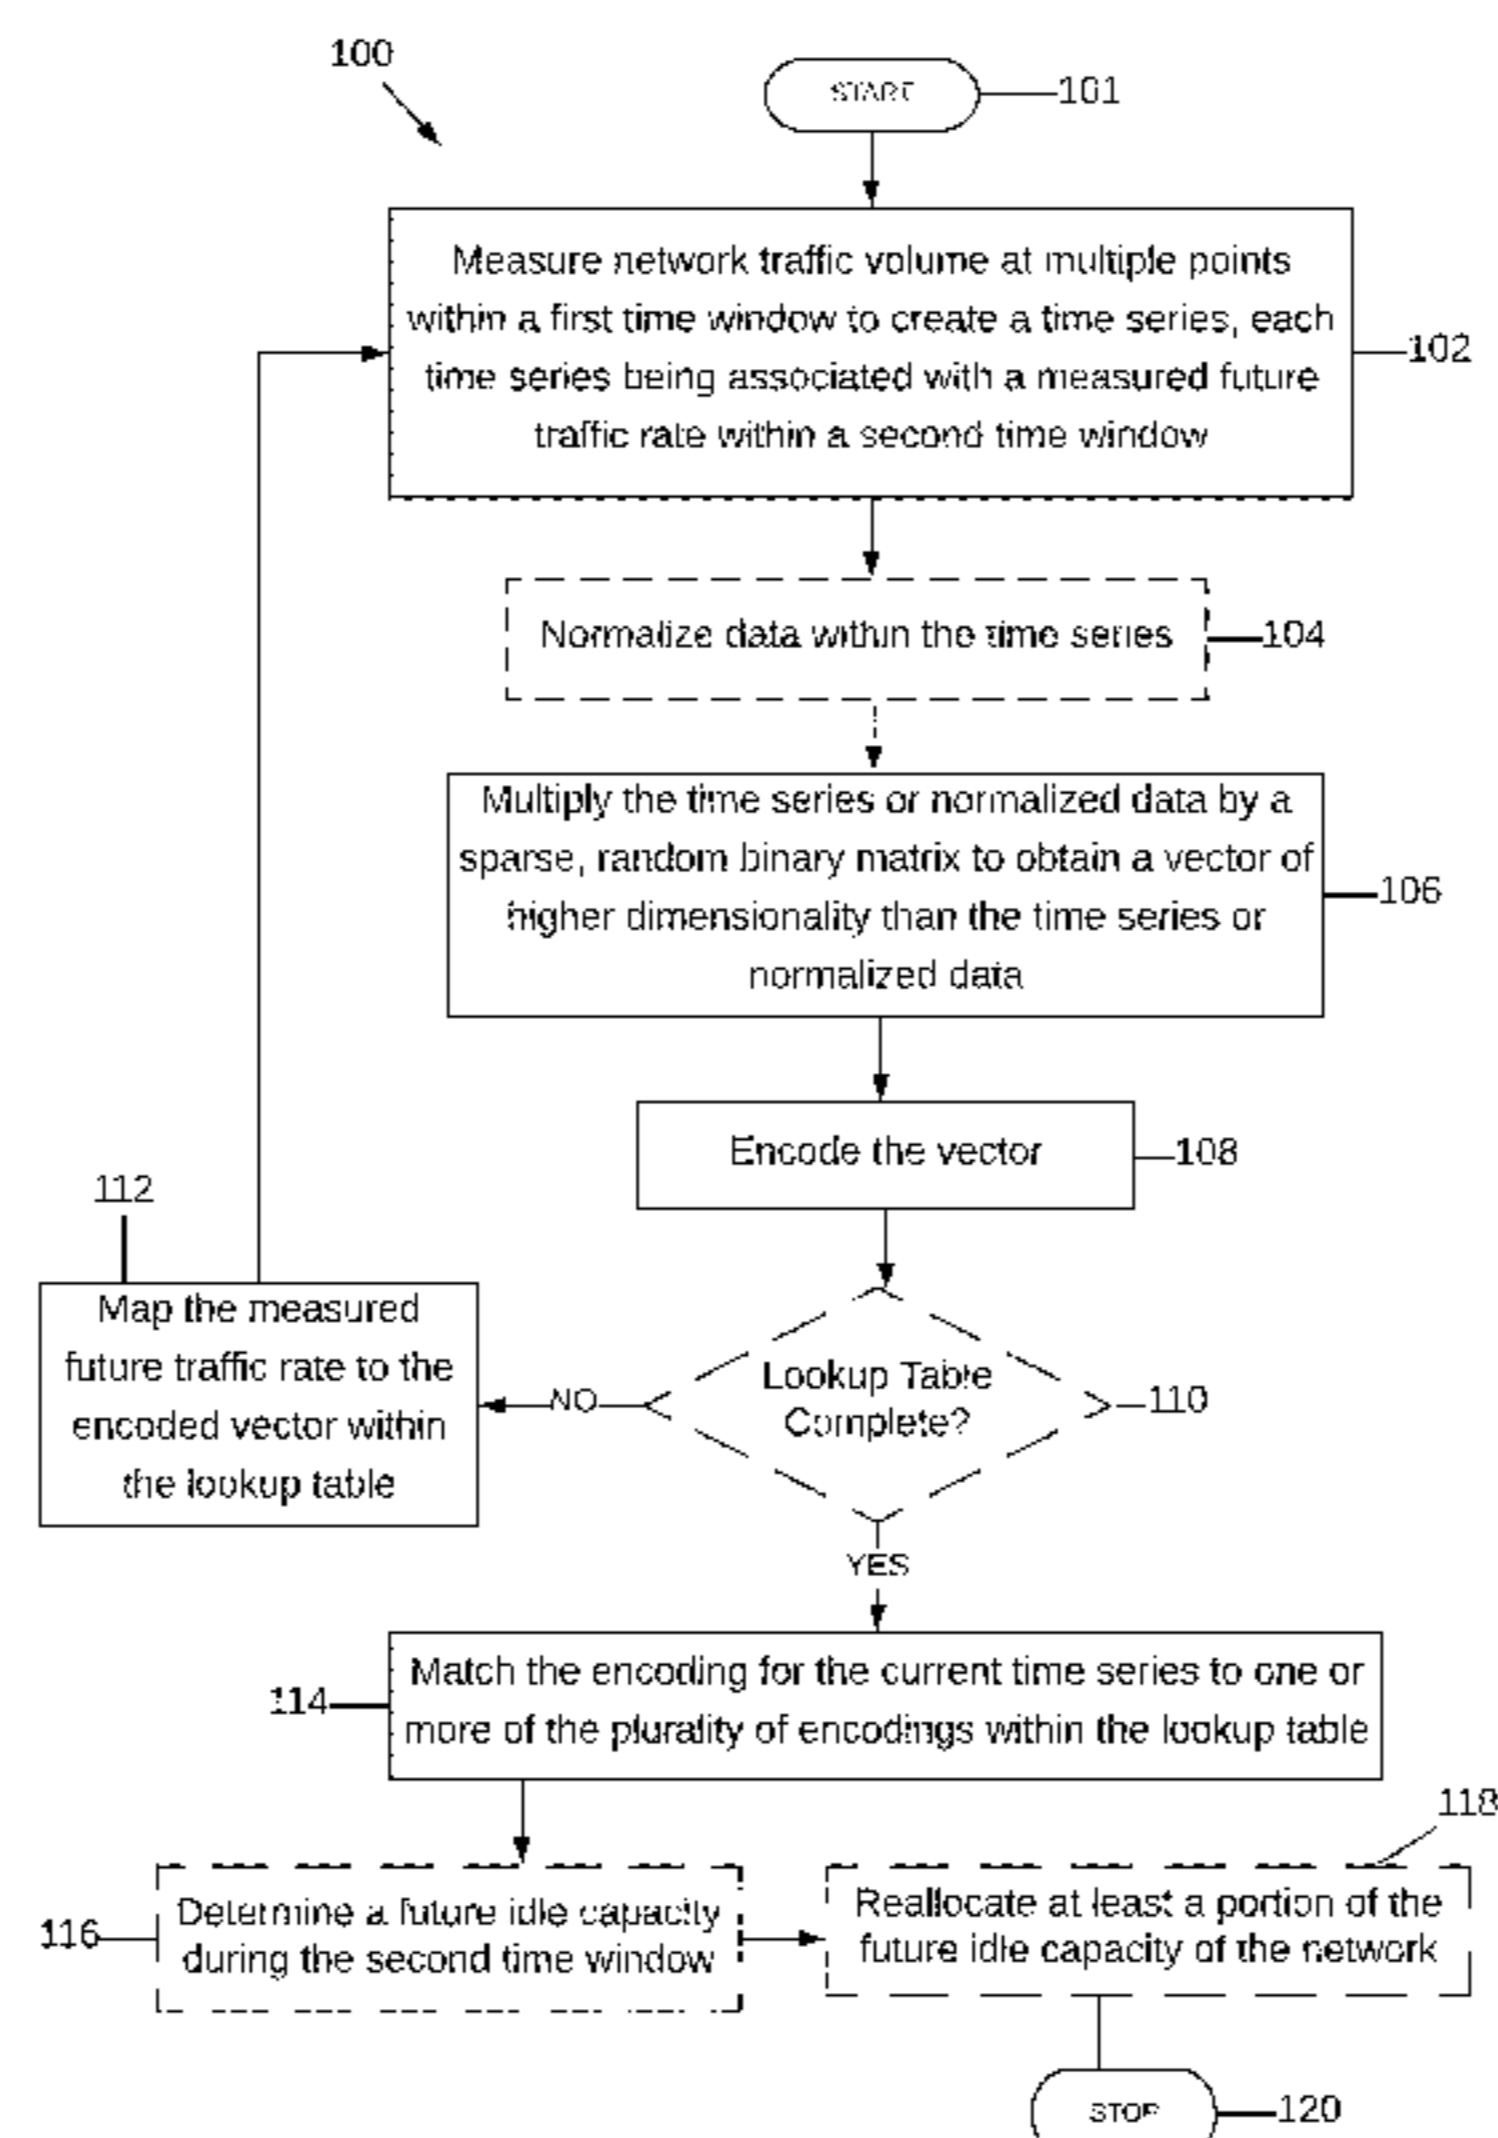 100
START
101
Measure network traffic volume at multiple points
within a first time window to create a time series, each
time series being associated with a measured future
traffic rate within a second time window
102
Normalize data within the time series
104
Multiply the time series or normalized data by a
sparse, random binary matrix to obtain a vector of
higher dimensionality than the time series or
normalized data
106
Encode the vector
108
112
Map the measured
future traffic rate to the
encoded vector within
the lookup table
NO
Lookup Table
Complete?
110
YES
114
Match the encoding for the current time series to one or
more of the plurality of encodings within the lookup table
118
116
Determine a future idle capacity
during the second time window
Reallocate at least a portion of the
future idle capacity of the network
STOP
120